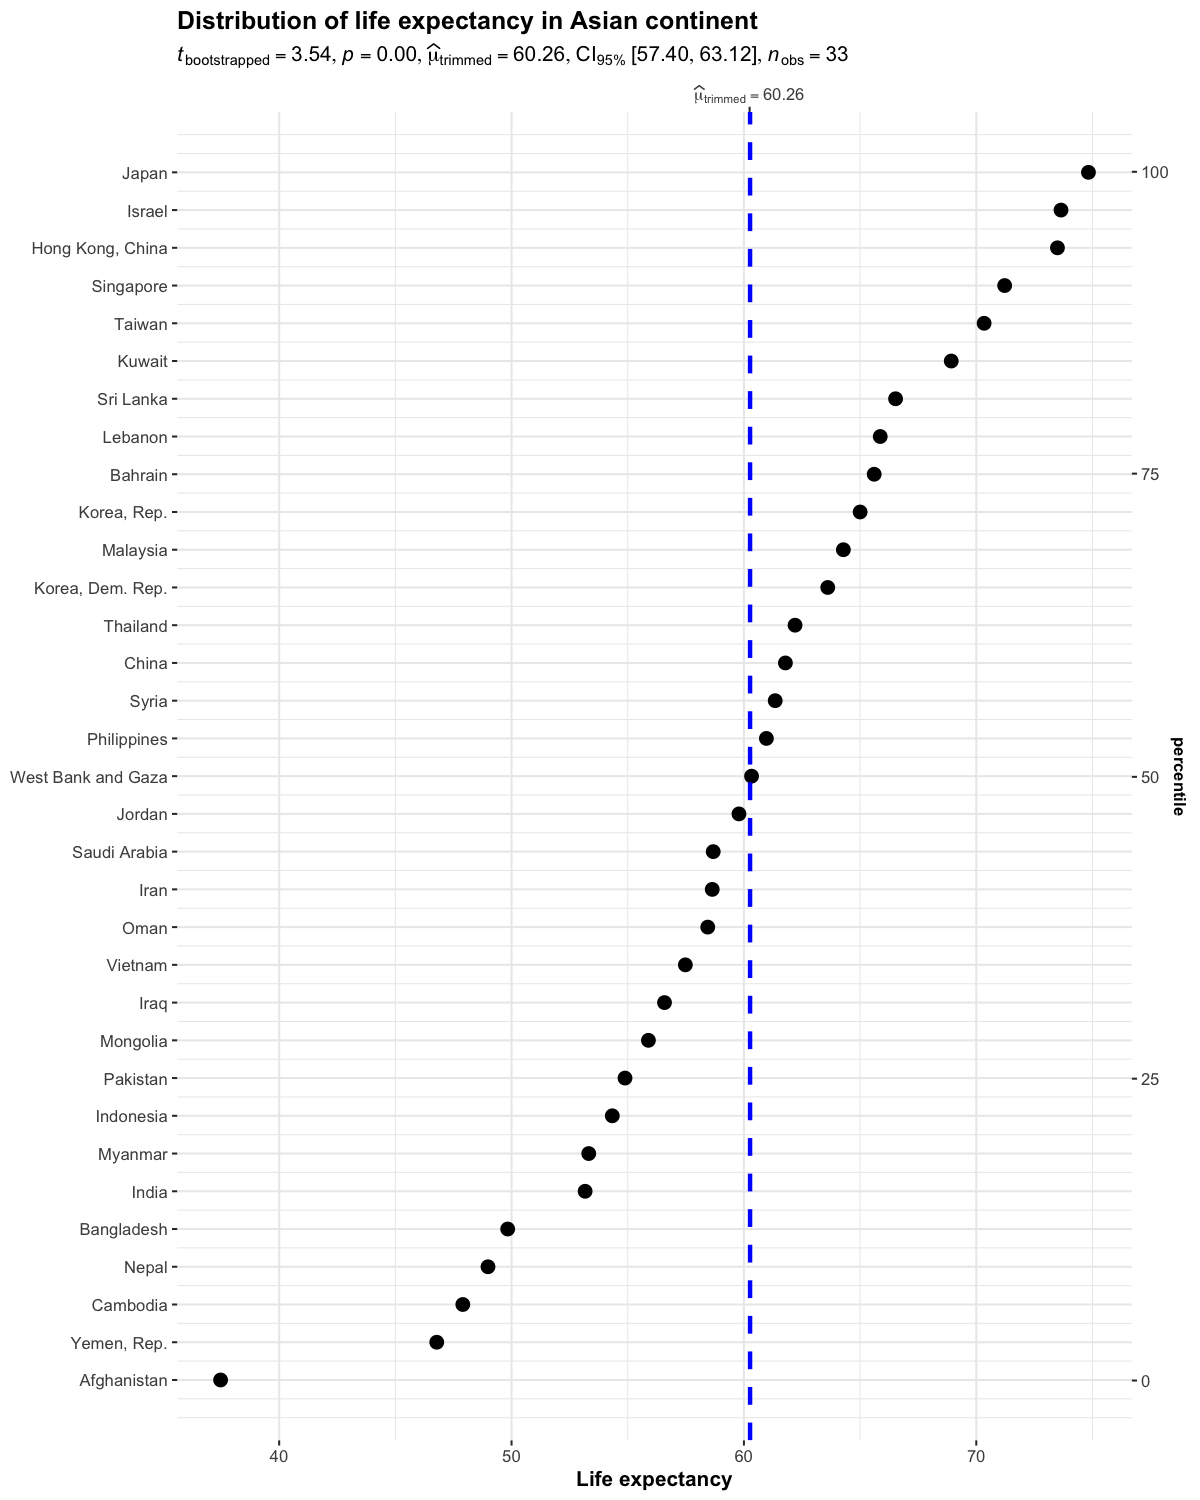 Distribution of life expectancy in Asian continent
t bootstrapped = 3.54, p = 0.00, μ̂ trimmed = 60.26, CI 95% [57.40, 63.12], n obs = 33
μ̂ trimmed = 60.26
Japan
100
Israel
Hong Kong, China
Singapore
Taiwan
Kuwait
Sri Lanka
Lebanon
Bahrain
75
Korea, Rep.
Malaysia
Korea, Dem. Rep.
Thailand
China
Syria
Philippines
West Bank and Gaza
50
percentile
Jordan
Saudi Arabia
Iran
Oman
Vietnam
Iraq
Mongolia
Pakistan
25
Indonesia
Myanmar
India
Bangladesh
Nepal
Cambodia
Yemen, Rep.
Afghanistan
0
40 50 60 70
Life expectancy